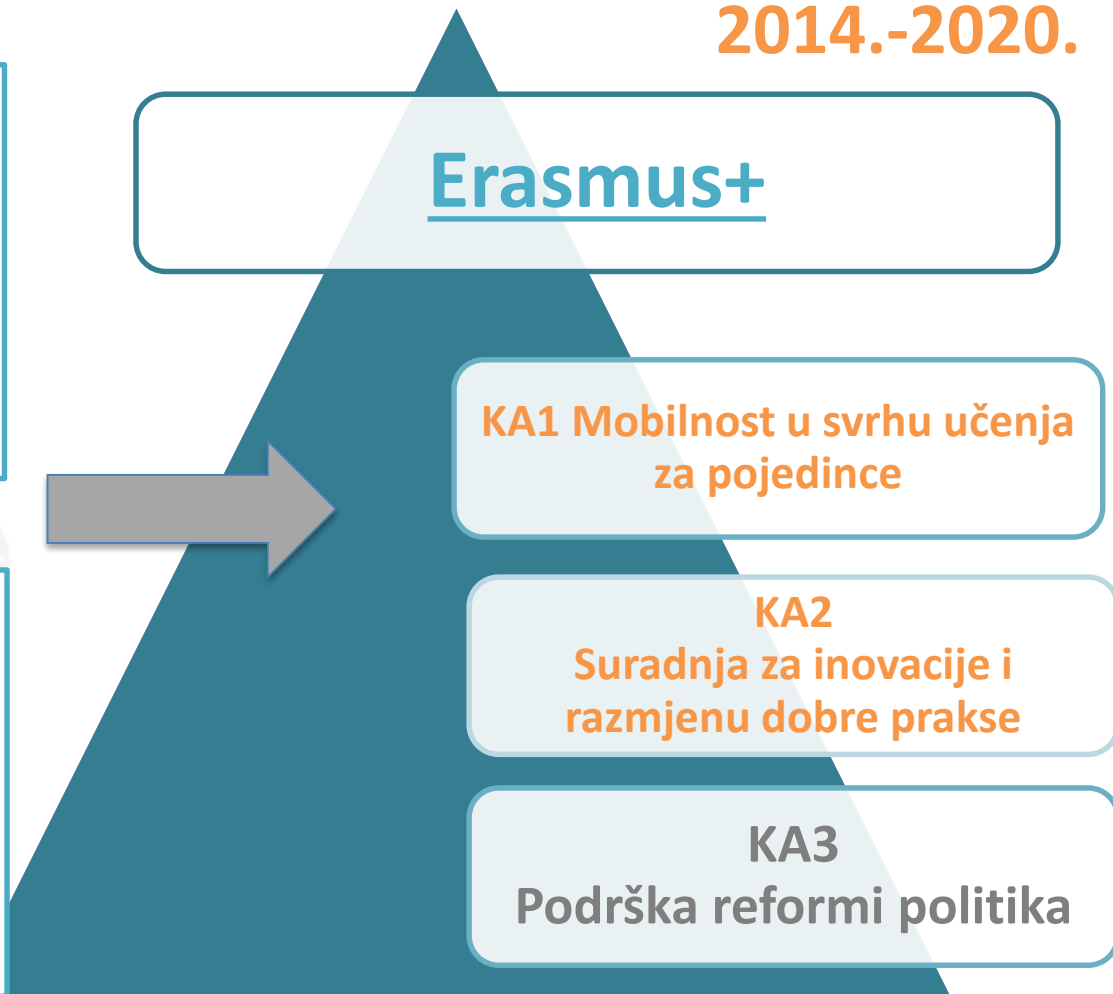 2014.-2020.
Erasmus+
KA1 Mobilnost u svrhu učenja
za pojedince
KA2
Suradnja za inovacije i
razmjenu dobre prakse
KA3
Podrška reformi politika